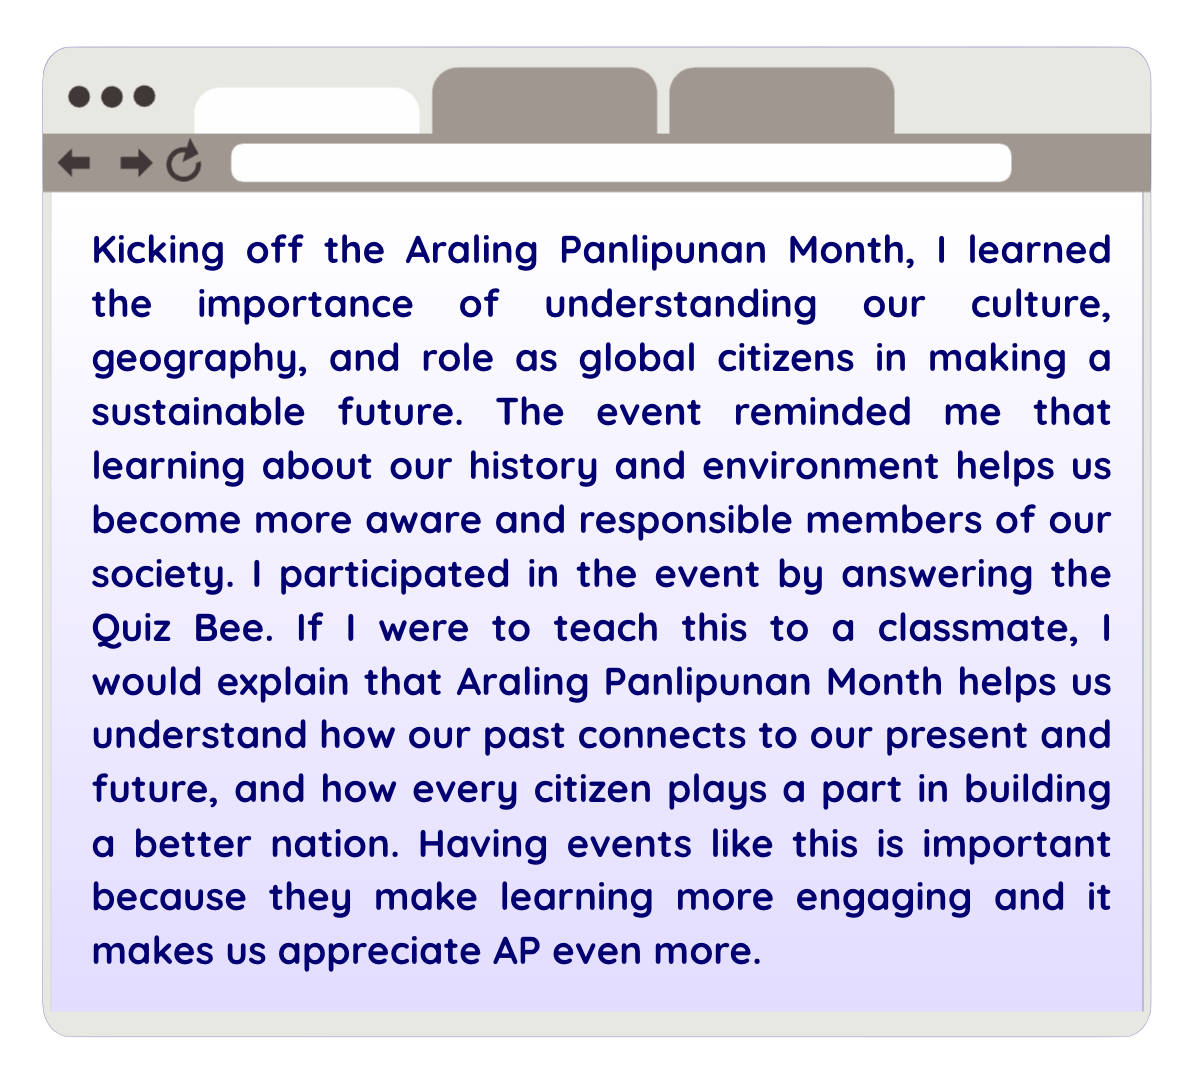 Kicking off the Araling Panlipunan Month, I learned
the importance of understanding our culture,
geography, and role as global citizens in making a
sustainable future. The event reminded me that
learning about our history and environment helps us
become more aware and responsible members of our
society. I participated in the event by answering the
Quiz Bee. If I were to teach this to a classmate, I
would explain that Araling Panlipunan Month helps us
understand how our past connects to our present and
future, and how every citizen plays a part in building
a better nation. Having events like this is important
because they make learning more engaging and it
makes us appreciate AP even more.